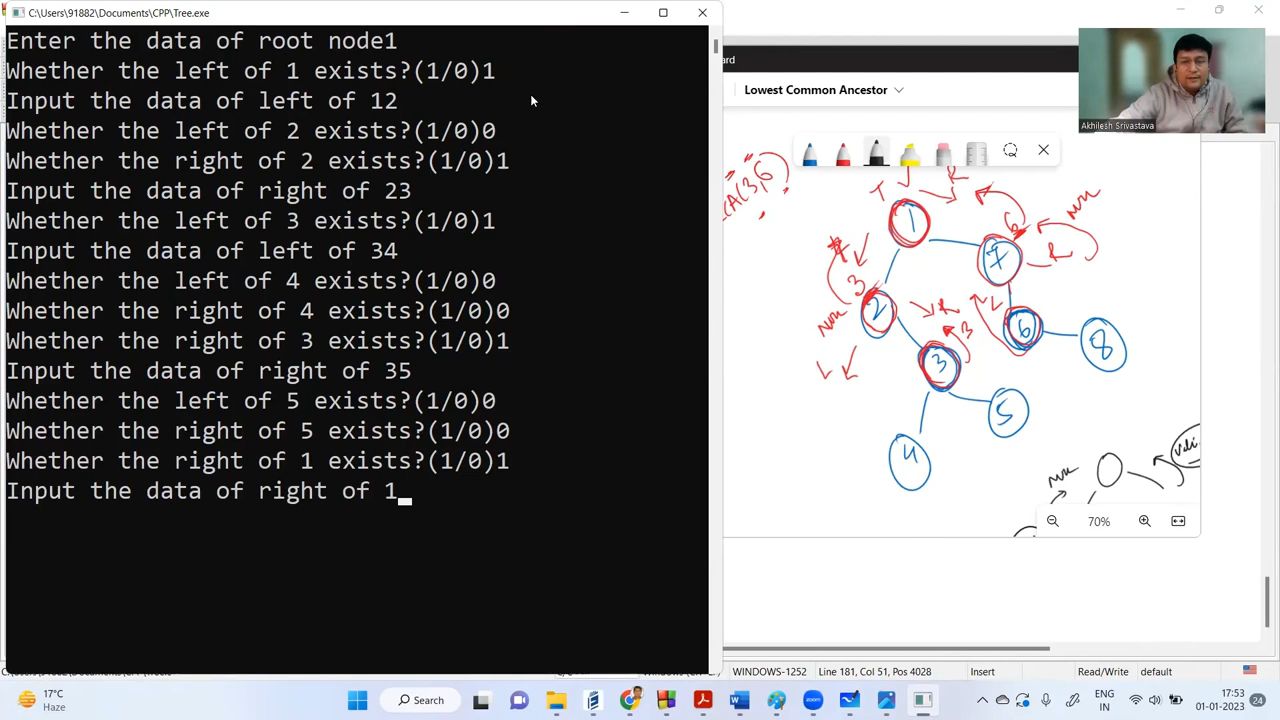 C:\Users\91882\Documents\CPP\Tree.exe
Enter the data of root node1
Whether the left of 1 exists?(1/0)1
Input the data of left of 12
Whether the left of 2 exists?(1/0)0
Whether the right of 2 exists?(1/0)1
Input the data of right of 23
Whether the left of 3 exists?(1/0)1
Input the data of left of 34
Whether the left of 4 exists?(1/0)0
Whether the right of 4 exists?(1/0)0
Whether the right of 3 exists?(1/0)1
Input the data of right of 35
Whether the left of 5 exists?(1/0)0
Whether the right of 5 exists?(1/0)0
Whether the right of 1 exists?(1/0)1
Input the data of right of 1
Lowest Common Ancestor
Akhilesh Srivastava
R
1
6
7
R
3
2
R
3
3
6
8
L
5
4
70%
WINDOWS-1252
Line 181, Col 51, Pos 4028
Insert
Read/Write
default
17°C
Haze
Search
ENG
IN
17:53
01-01-2023
24